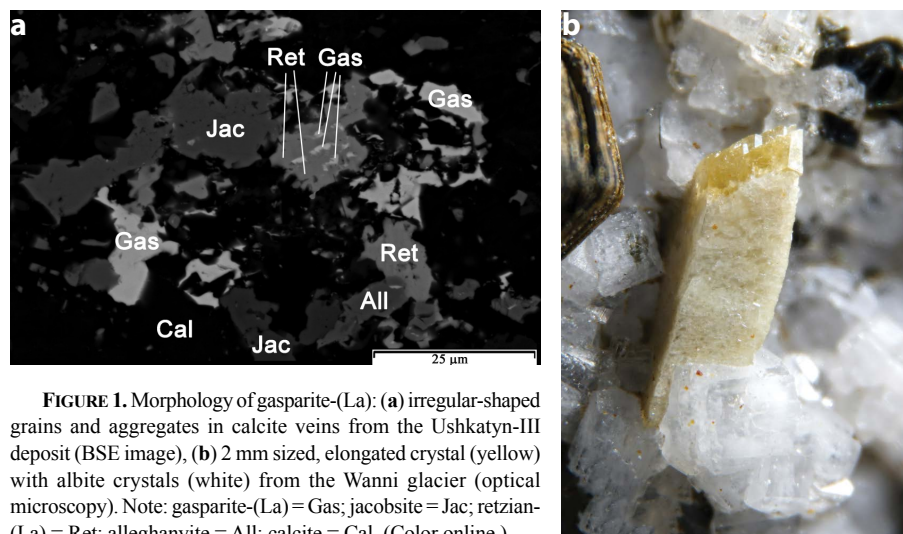 a
b
Ret Gas
Gas
Jac
Gas
Ret
All
Cal
Jac
25 μm
FIGURE 1. Morphology of gasparite-(La): (a) irregular-shaped
grains and aggregates in calcite veins from the Ushkatyn-III
deposit (BSE image), (b) 2 mm sized, elongated crystal (yellow)
with albite crystals (white) from the Wanni glacier (optical
microscopy). Note: gasparite-(La) = Gas; jacobsite = Jac; retzian-
(La) = Ret; alleghanyite = All; calcite = Cal. (Color online.)